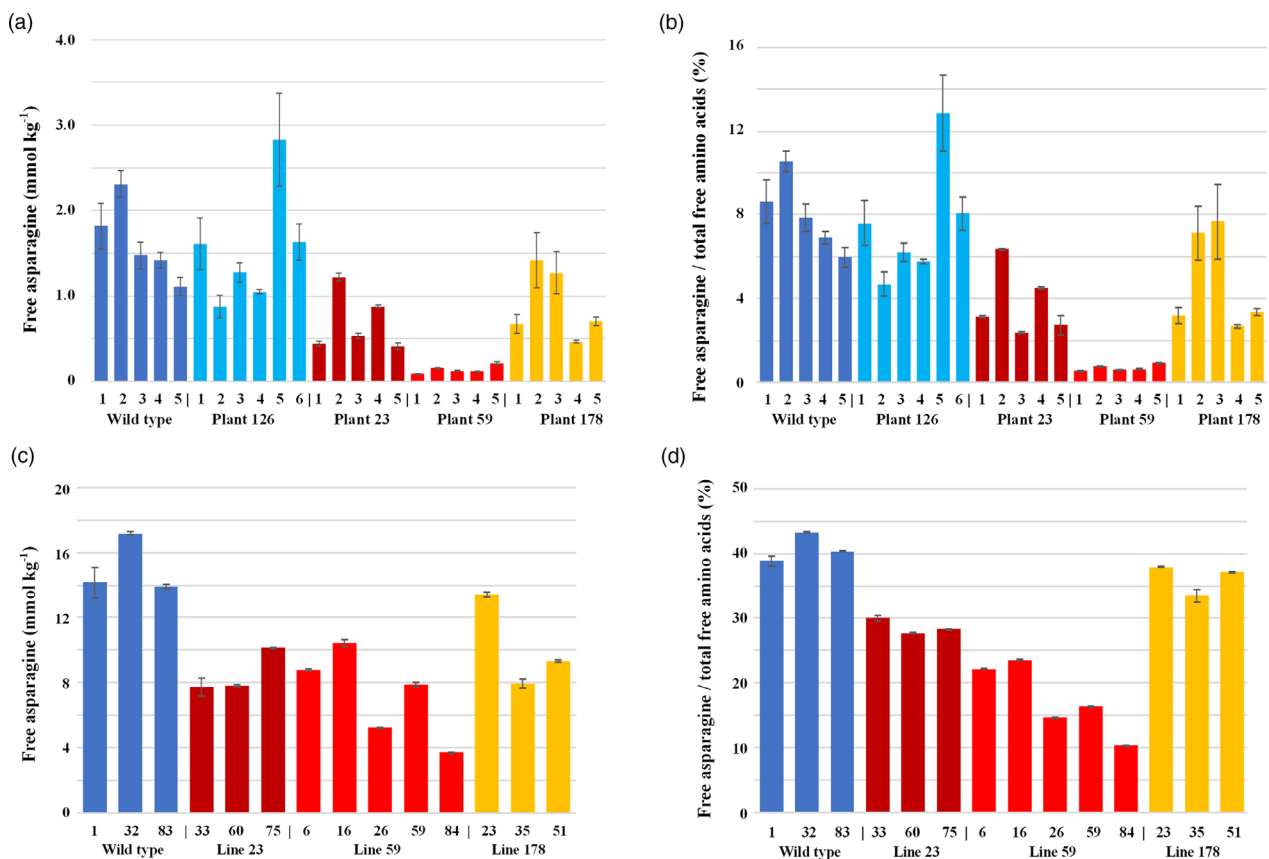 (a)
Free asparagine (mmol kg⁻¹)
4.0
3.0
2.0
1.0
0
1 2 3 4 5 | 1 2 3 4 5 6 | 1 2 3 4 5 | 1 2 3 4 5 | 1 2 3 4 5
Wild type Plant 126 Plant 23 Plant 59 Plant 178
(b)
Free asparagine / total free amino acids (%)
16
12
8
4
0
1 2 3 4 5 | 1 2 3 4 5 6 | 1 2 3 4 5 | 1 2 3 4 5 | 1 2 3 4 5
Wild type Plant 126 Plant 23 Plant 59 Plant 178
(c)
Free asparagine (mmol kg⁻¹)
20
16
12
8
4
0
1 32 83 | 33 60 75 | 6 16 26 59 84 | 23 35 51
Wild type Line 23 Line 59 Line 178
(d)
Free asparagine / total free amino acids (%)
50
40
30
20
10
0
1 32 83 | 33 60 75 | 6 16 26 59 84 | 23 35 51
Wild type Line 23 Line 59 Line 178